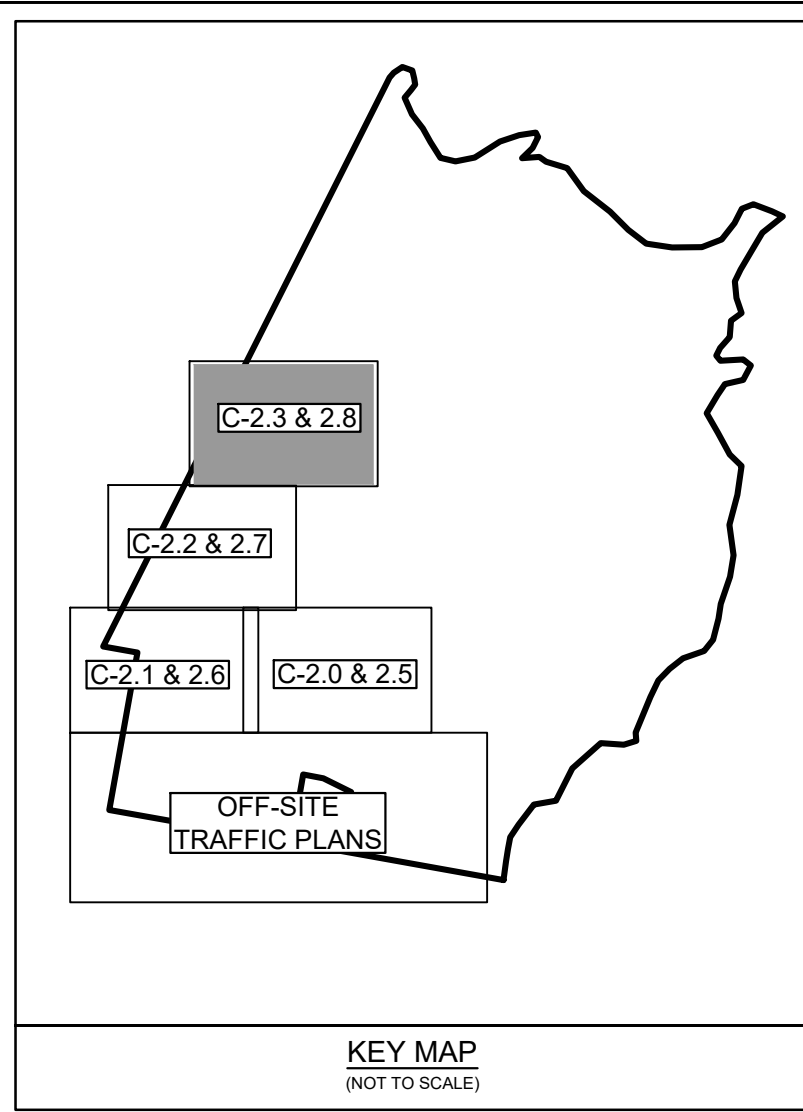 C-2.3 & 2.8
C-2.2 & 2.7
C-2.1 & 2.6
C-2.0 & 2.5
OFF-SITE
TRAFFIC PLANS
KEY MAP
(NOT TO SCALE)